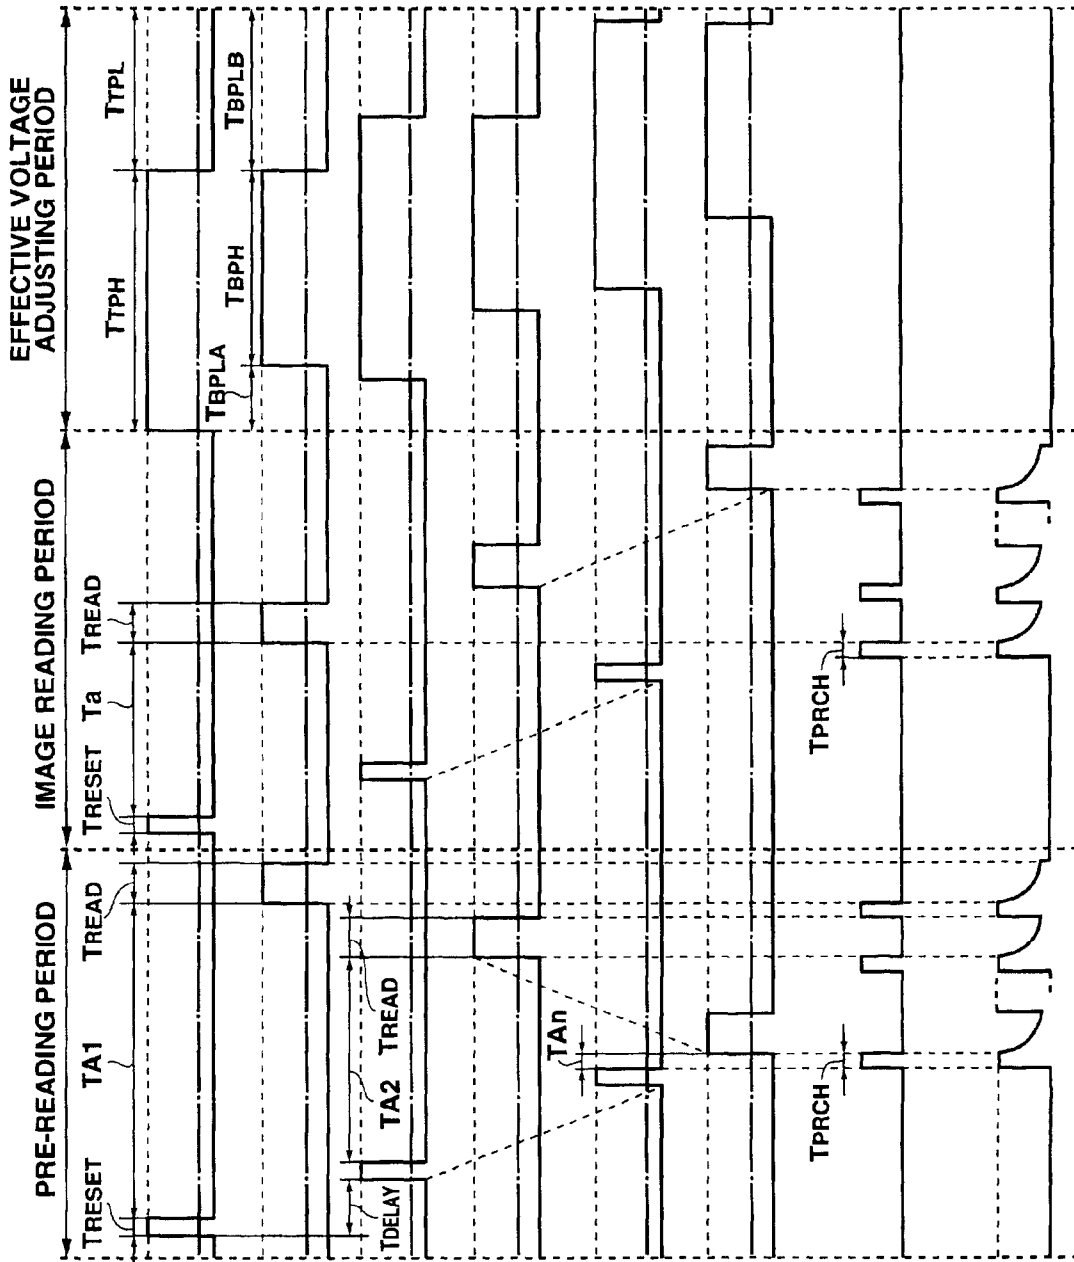 PRE-READING PERIOD
IMAGE READING PERIOD
EFFECTIVE VOLTAGE
ADJUSTING PERIOD
TRESET
TA1
TREAD
TRESET
Ta
TREAD
TTPH
TTPL
TBPLA
TBPH
TBPLB
TDELAY
TA2
TREAD
TAn
TPRCH
TPRCH